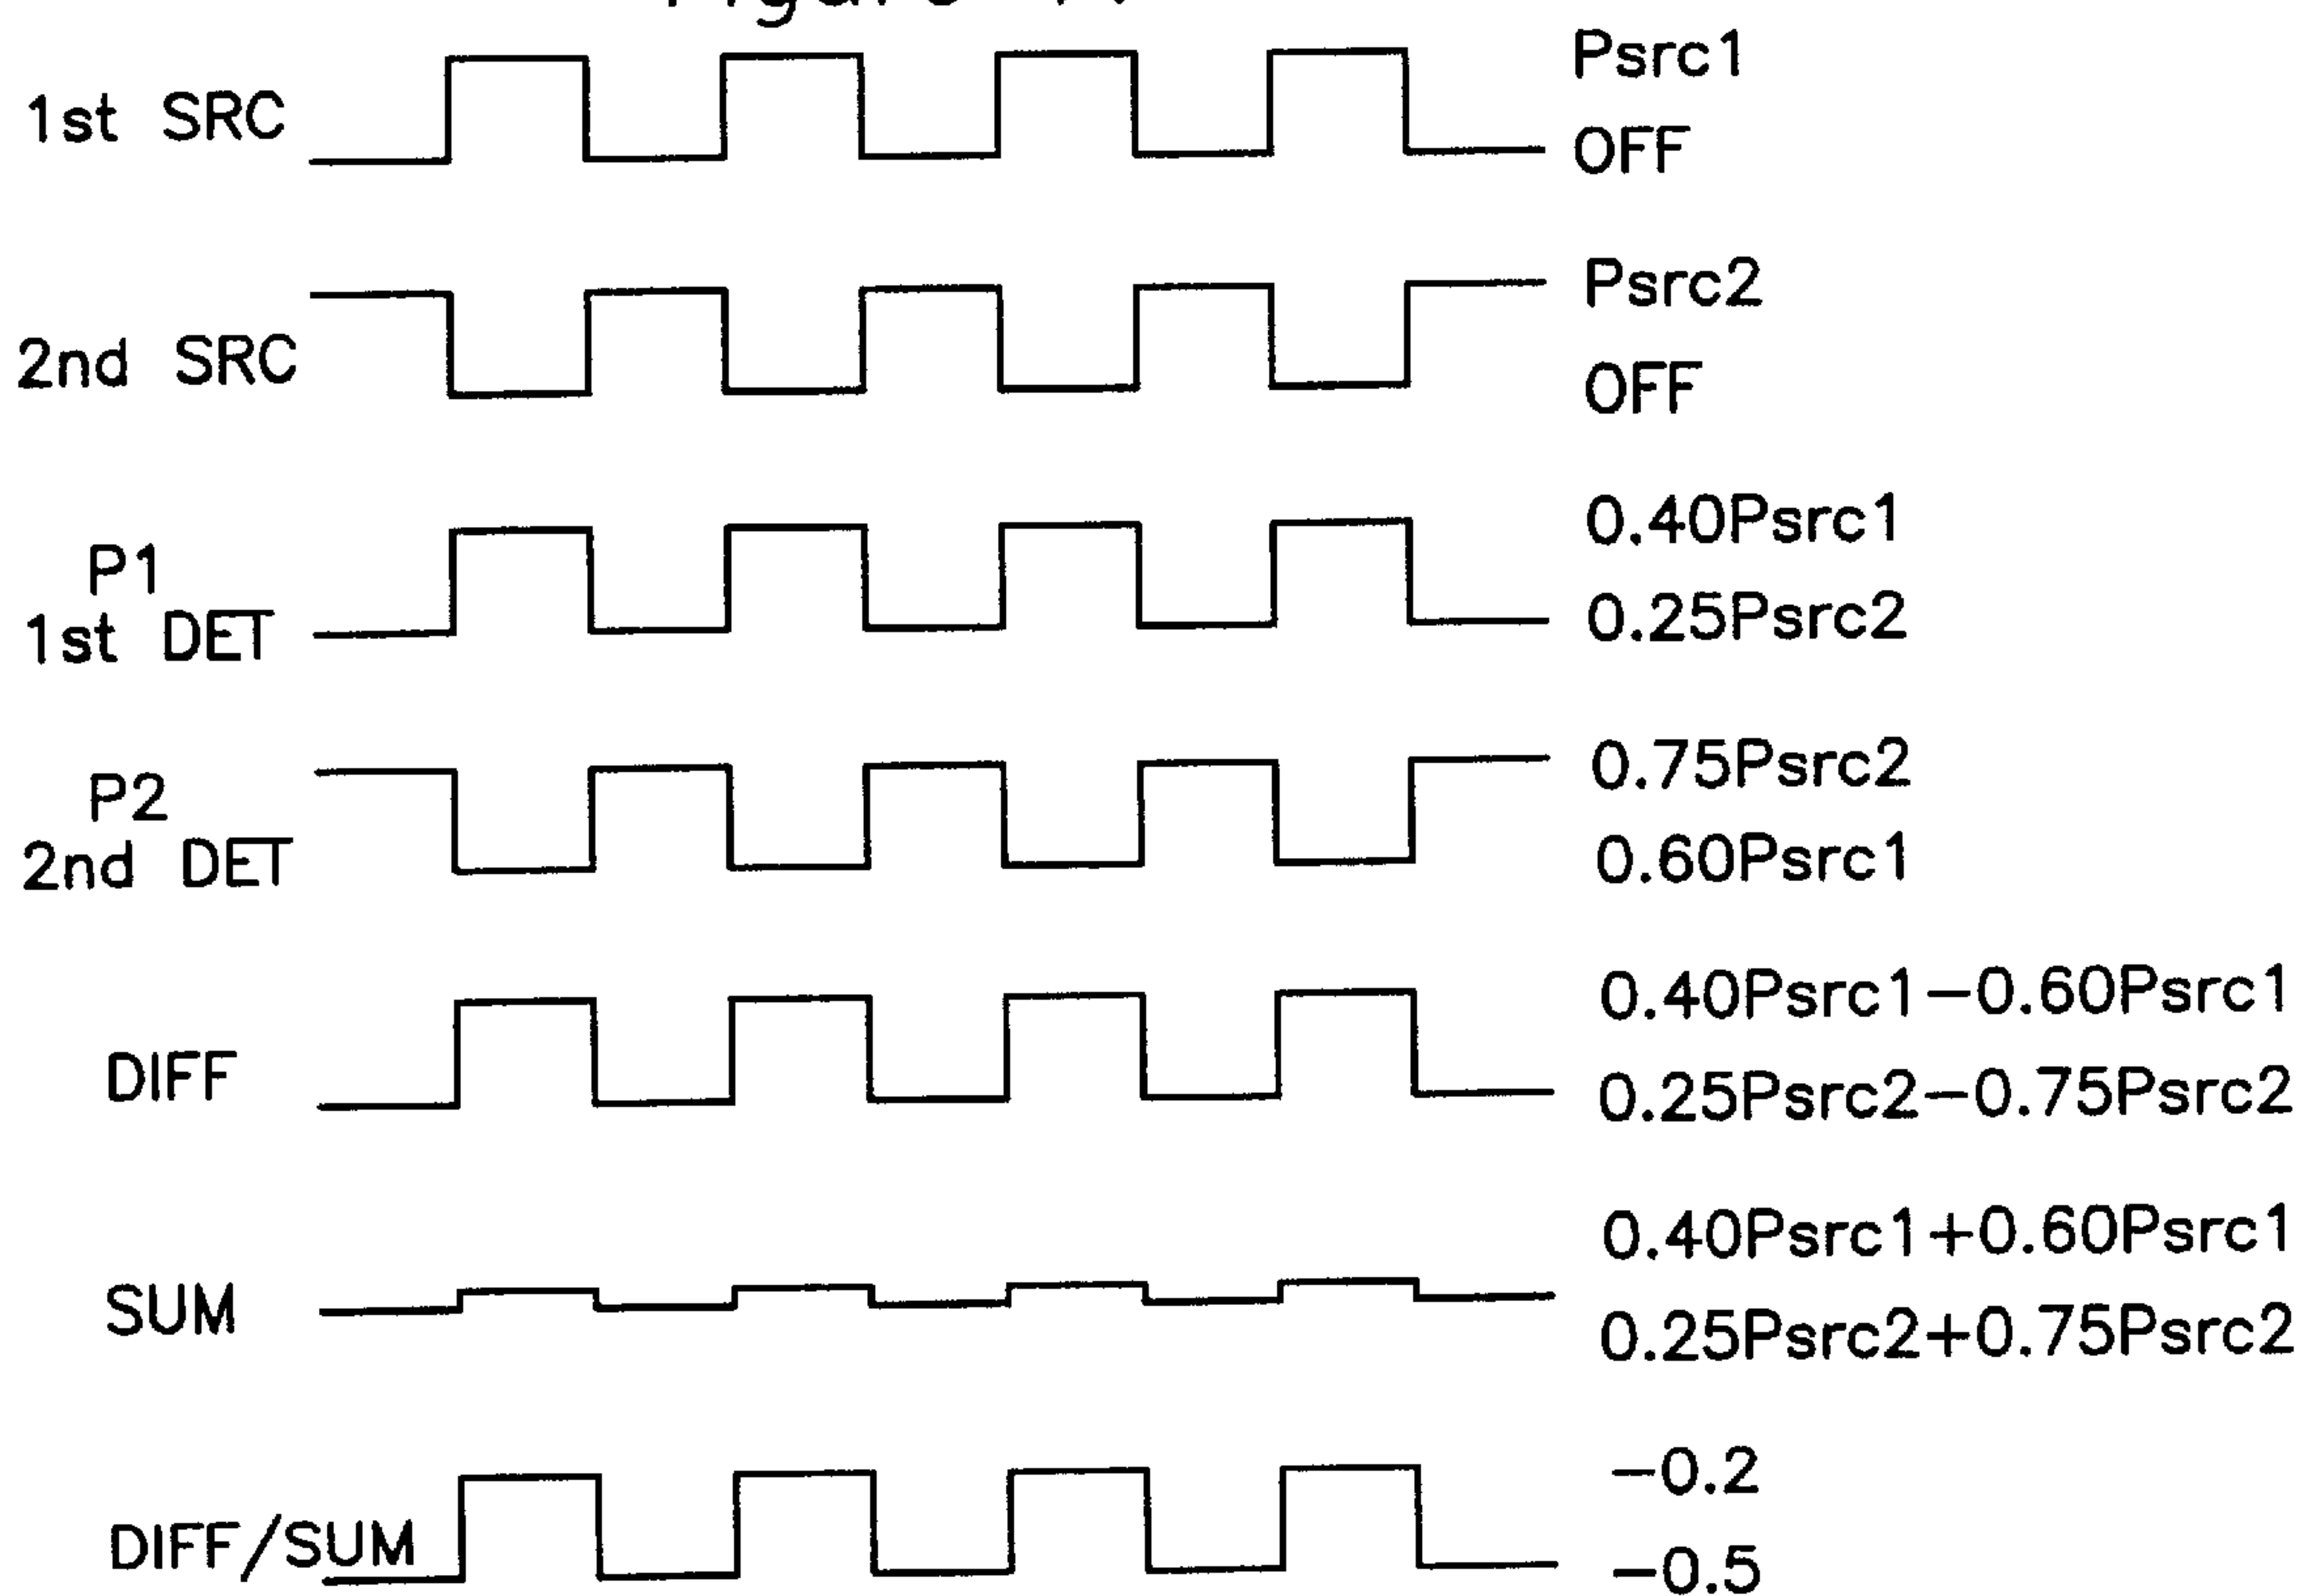 Figure
1st SRC
Psrc1
OFF
2nd SRC
Psrc2
OFF
P1
1st DET
0.40Psrc1
0.25Psrc2
P2
2nd DET
0.75Psrc2
0.60Psrc1
DIFF
0.40Psrc1-0.60Psrc1
0.25Psrc2-0.75Psrc2
SUM
0.40Psrc1+0.60Psrc1
0.25Psrc2+0.75Psrc2
DIFF/SUM
-0.2
-0.5